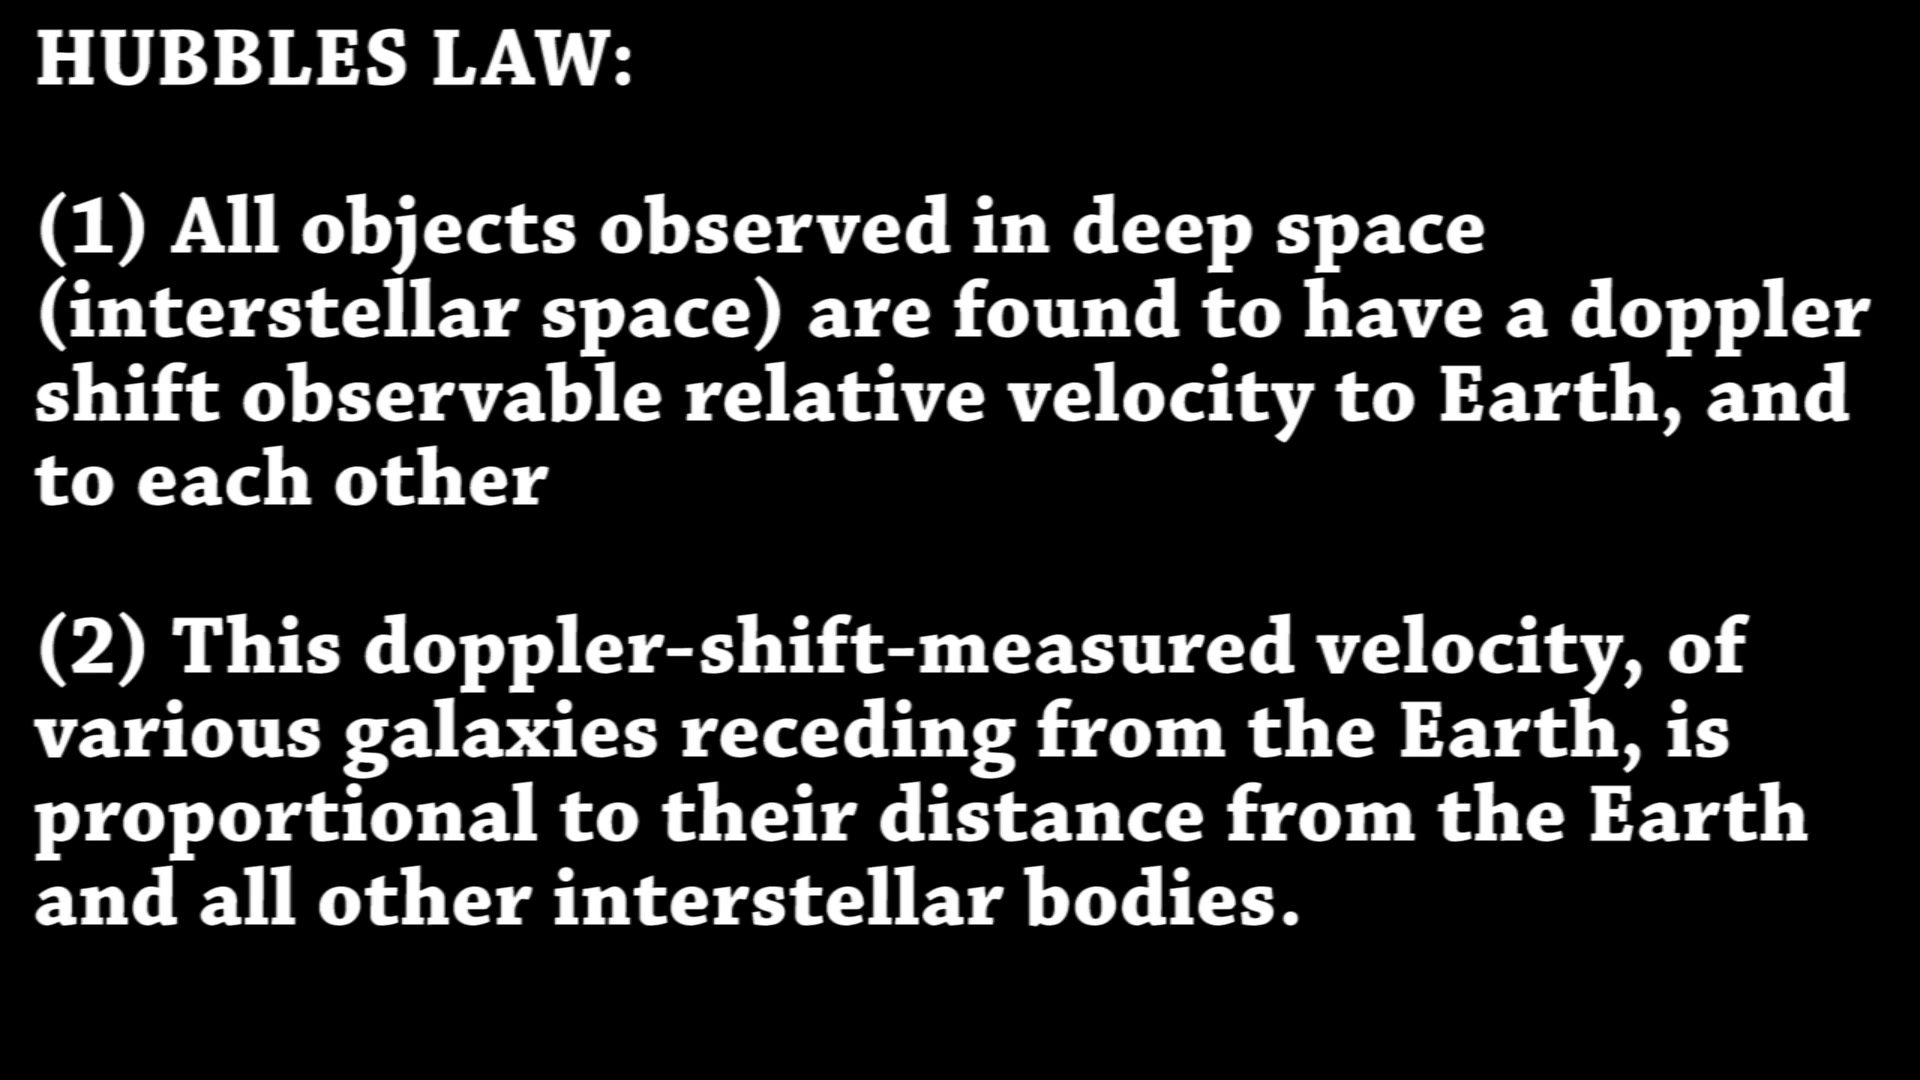 HUBBLES LAW:
(1) All objects observed in deep space
(interstellar space) are found to have a doppler
shift observable relative velocity to Earth, and
to each other
(2) This doppler-shift-measured velocity, of
various galaxies receding from the Earth, is
proportional to their distance from the Earth
and all other interstellar bodies.